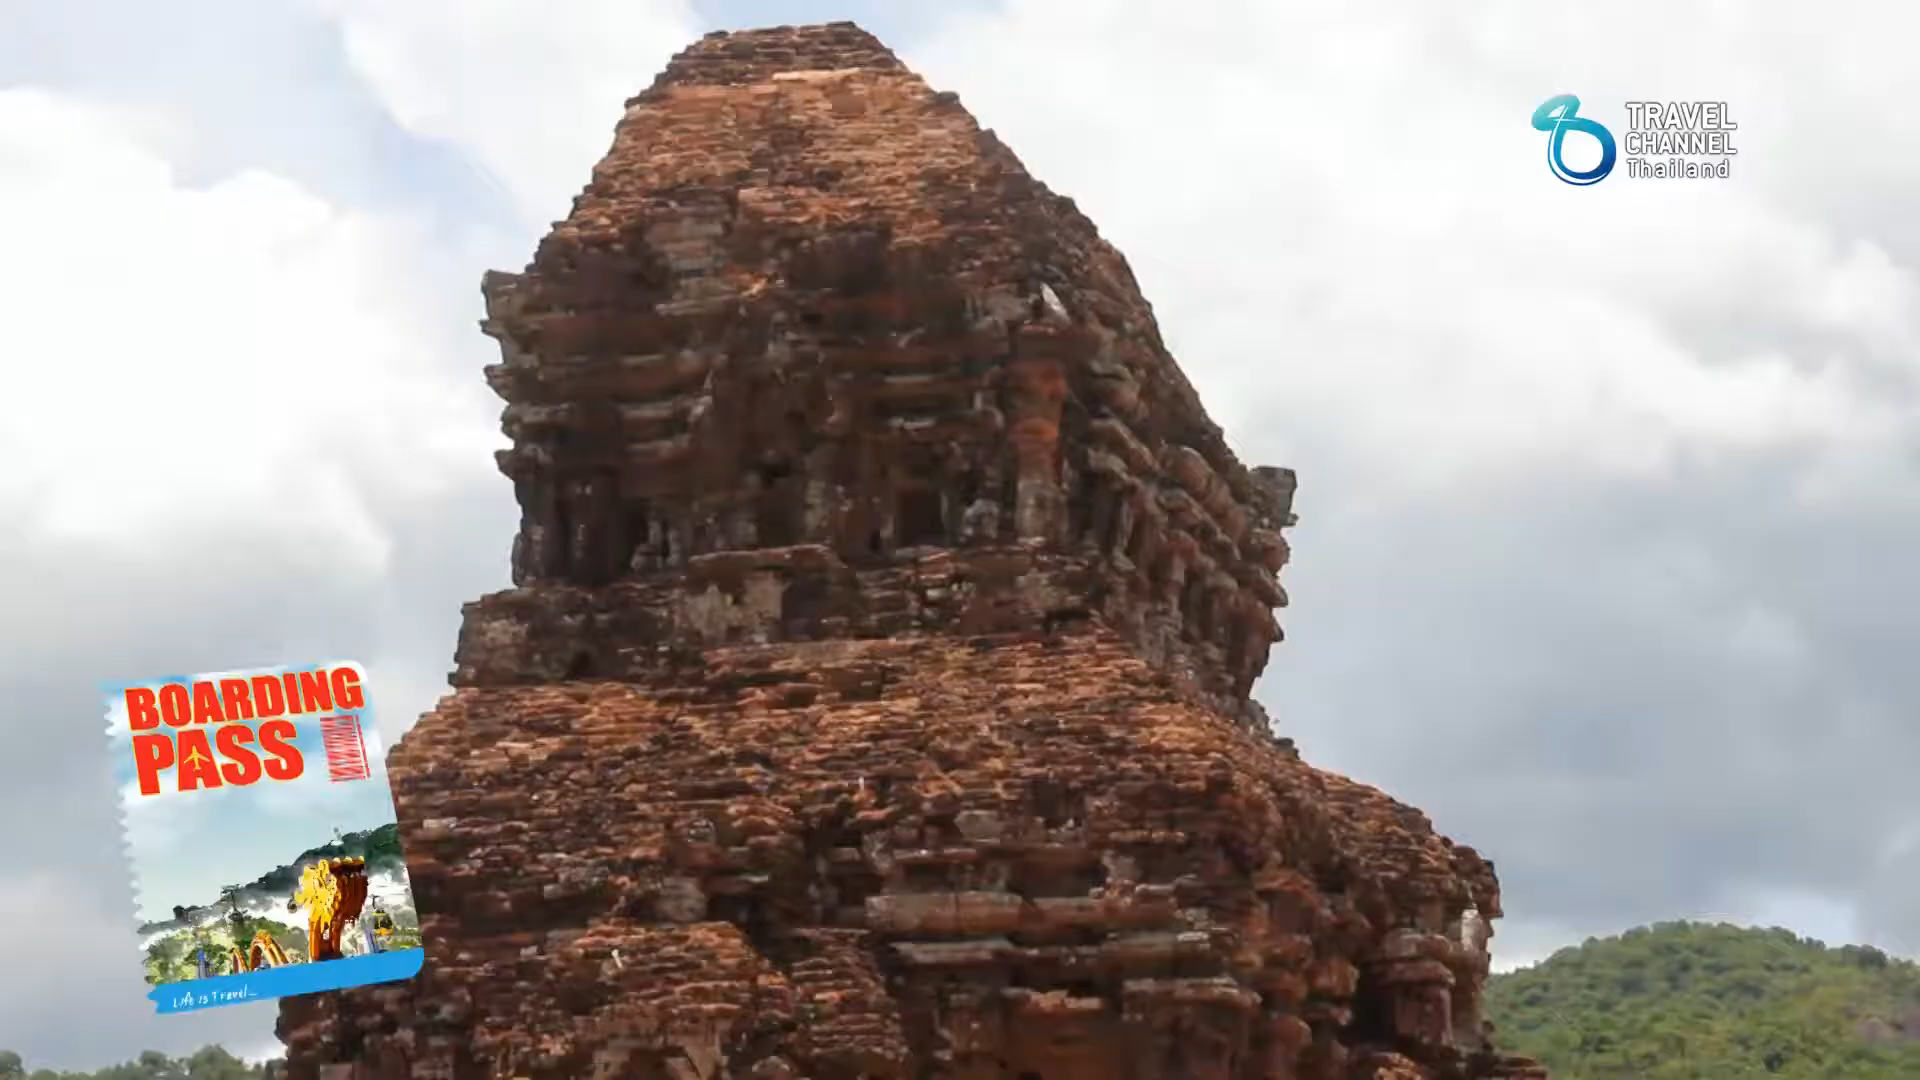 TRAVEL
CHANNEL
Thailand
BOARDING
PASS
Life is Travel...